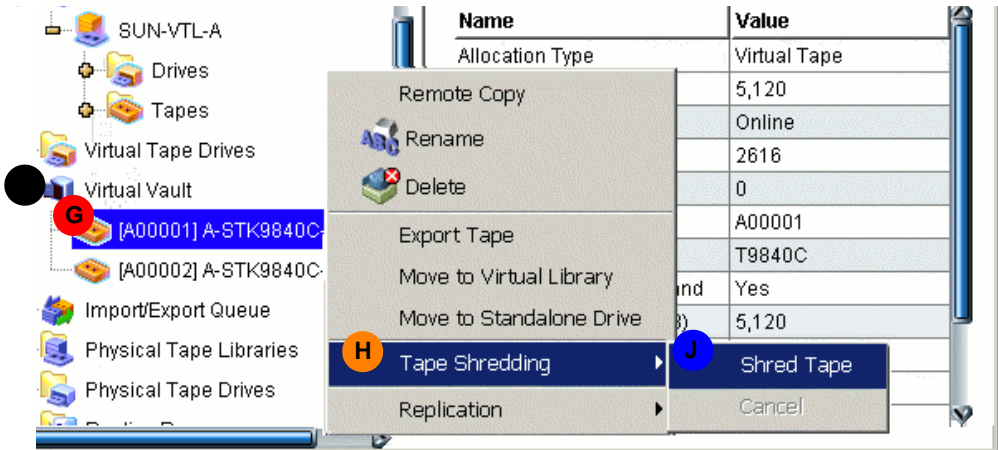 SUN-VTL-A
Drives
Tapes
Virtual Tape Drives
Virtual Vault
G
[A00001] A-STK9840C-
[A00002] A-STK9840C-
Import/Export Queue
Physical Tape Libraries
Physical Tape Drives
Remote Copy
ABC Rename
Delete
Export Tape
Move to Virtual Library
Move to Standalone Drive
H
Tape Shredding
Replication
J
Shred Tape
Cancel
Name Value
Allocation Type Virtual Tape
5,120
Online
2616
0
A00001
T9840C
Yes
5,120